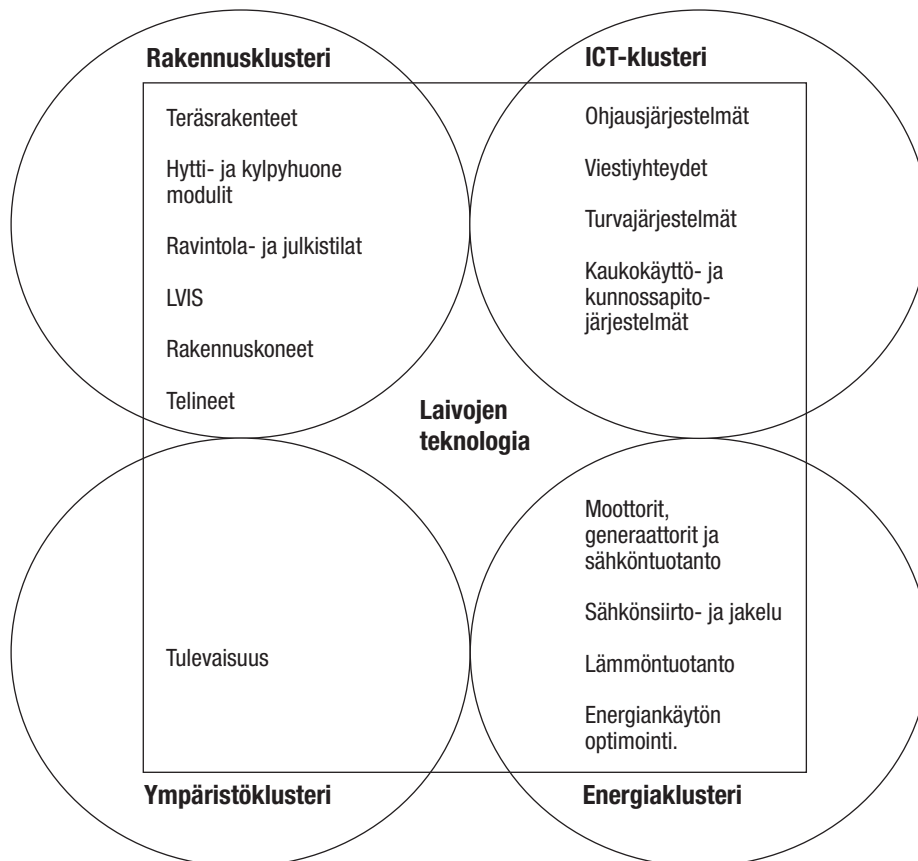 Rakennusklusteri
Teräsrakenteet
Hytti- ja kylpyhuone
modulit
Ravintola- ja julkistilat
LVIS
Rakennuskoneet
Telineet
ICT-klusteri
Ohjausjärjestelmät
Viestiyhteydet
Turvajärjestelmät
Kaukokäyttö- ja
kunnossapito-
järjestelmät
Laivojen
teknologia
Tulevaisuus
Ympäristöklusteri
Moottorit,
generaattorit ja
sähköntuotanto
Sähkönsiirto- ja jakelu
Lämmöntuotanto
Energiankäytön
optimointi.
Energiaklusteri